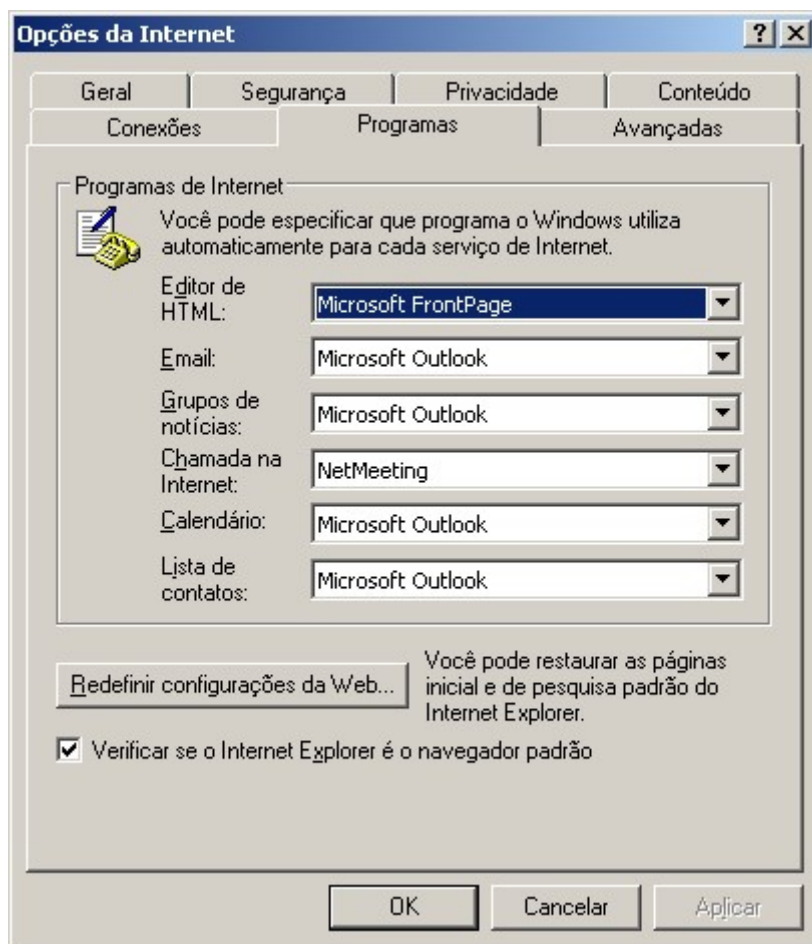 Opções da Internet
Geral Segurança Privacidade Conteúdo
Conexões Programas Avançadas
Programas de Internet
Você pode especificar que programa o Windows utiliza
automaticamente para cada serviço de Internet.
Editor de
HTML:
Microsoft FrontPage
Email:
Microsoft Outlook
Grupos de
notícias:
Microsoft Outlook
Chamada na
Internet:
NetMeeting
Calendário:
Microsoft Outlook
Lista de
contatos:
Microsoft Outlook
Redefinir configurações da Web...
Você pode restaurar as páginas
inicial e de pesquisa padrão do
Internet Explorer.
Verificar se o Internet Explorer é o navegador padrão
OK Cancelar Aplicar